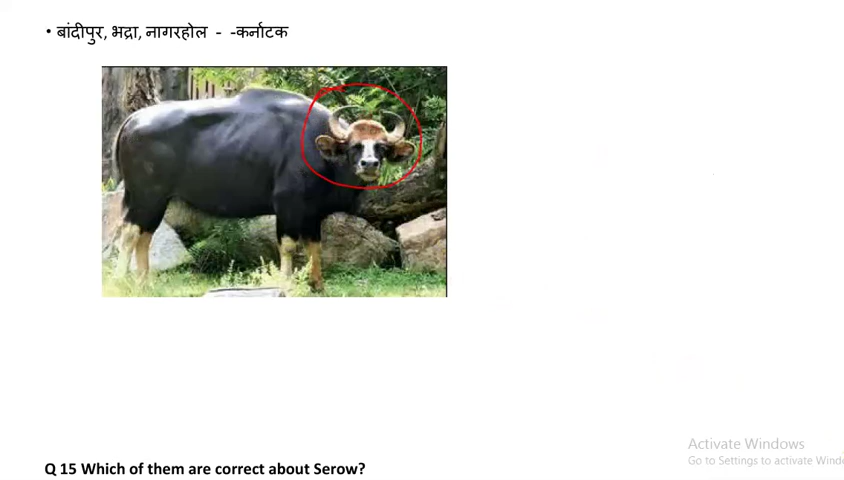 • बांदीपुर, भद्रा, नागरहोल - -कर्नाटक
Q 15 Which of them are correct about Serow?
Activate Windows
Go to Settings to activate Windo